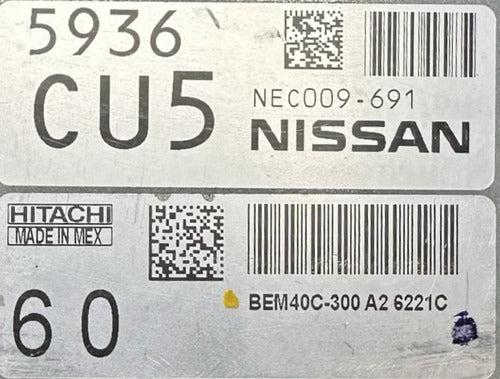 5936
CU5
NEC009-691
NISSAN
HITACHI
MADE IN MEX
60
BEM40C-300 A2 6221C